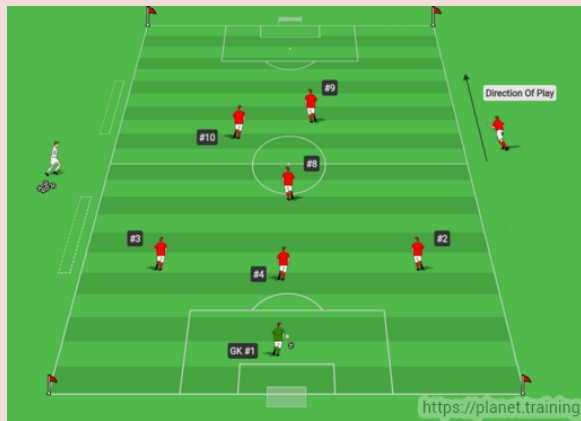 #9
Direction Of Play
#10
#8
#3
#2
#4
GK #1
https://planet.training